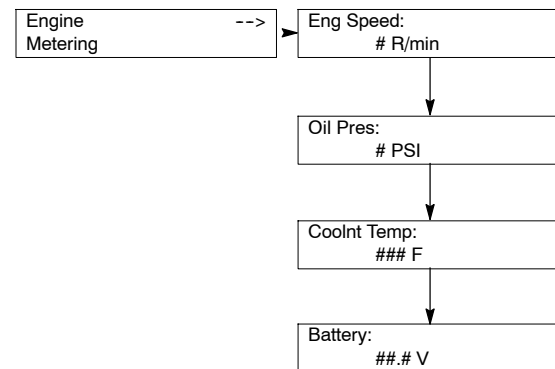 Engine -->
Metering
Eng Speed:
# R/min
Oil Pres:
# PSI
Coolnt Temp:
### F
Battery:
##.# V